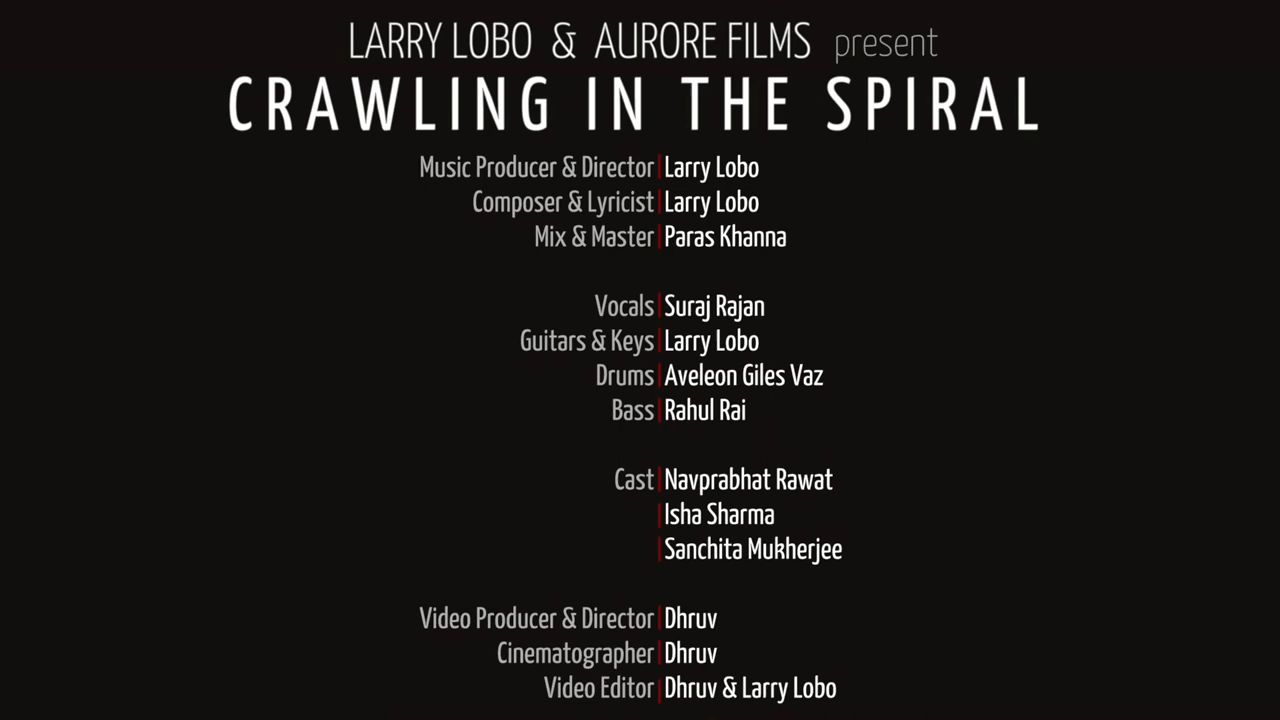 LARRY LOBO & AURORE FILMS present
CRAWLING IN THE SPIRAL
Music Producer & Director | Larry Lobo
Composer & Lyricist | Larry Lobo
Mix & Master | Paras Khanna
Vocals | Suraj Rajan
Guitars & Keys | Larry Lobo
Drums | Aveleon Giles Vaz
Bass | Rahul Rai
Cast | Navprabhat Rawat
| Isha Sharma
| Sanchita Mukherjee
Video Producer & Director | Dhruv
Cinematographer | Dhruv
Video Editor | Dhruv & Larry Lobo